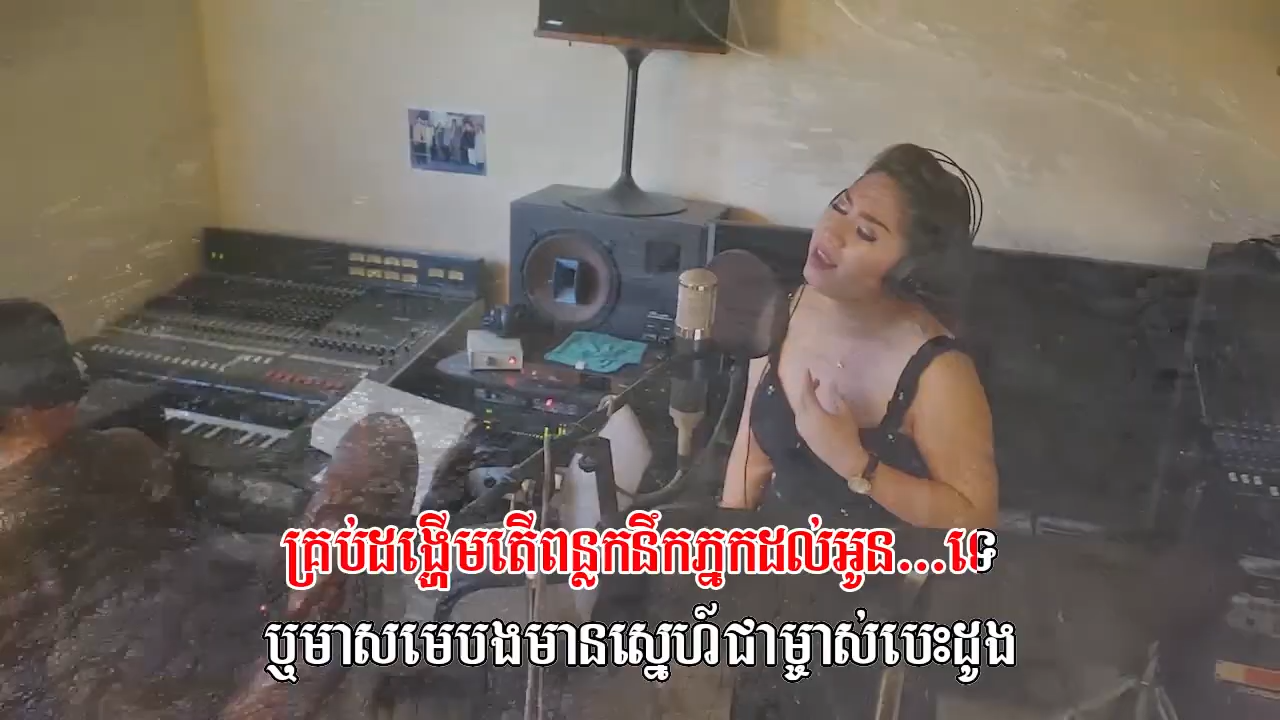 គ្រប់ដង្ហើមតើពន្លកនឹកភ្នកដល់អូន...ទេ
ឬមាសមេបងមានស្នេហ៍ជាម្ចាស់បេះដូង